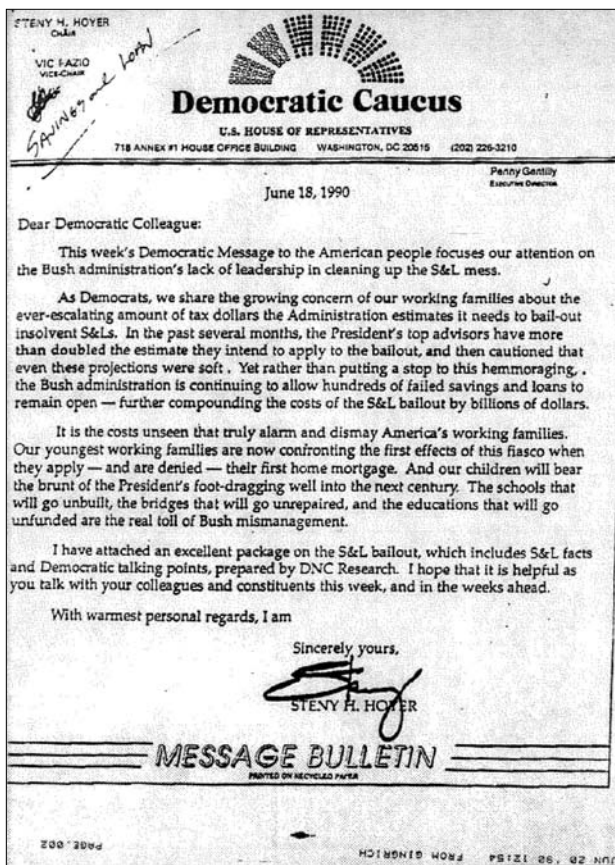 STENY H. HOYER
CHAIR
VIC FAZIO
VICE-CHAIR
SAVINGS and LOAN
Democratic Caucus
U.S. HOUSE OF REPRESENTATIVES
718 ANNEX #1 HOUSE OFFICE BUILDING WASHINGTON, DC 20515 (202) 226-3210
Penny Gentilly
EXECUTIVE DIRECTOR
June 18, 1990
Dear Democratic Colleague:
This week's Democratic Message to the American people focuses our attention on
the Bush administration's lack of leadership in cleaning up the S&L mess.
As Democrats, we share the growing concern of our working families about the
ever-escalating amount of tax dollars the Administration estimates it needs to bail-out
insolvent S&Ls. In the past several months, the President's top advisors have more
than doubled the estimate they intend to apply to the bailout, and then cautioned that
even these projections were soft. Yet rather than putting a stop to this hemmoraging,
the Bush administration is continuing to allow hundreds of failed savings and loans to
remain open — further compounding the costs of the S&L bailout by billions of dollars.
It is the costs unseen that truly alarm and dismay America's working families.
Our youngest working families are now confronting the first effects of this fiasco when
they apply — and are denied — their first home mortgage. And our children will bear
the brunt of the President's foot-dragging well into the next century. The schools that
will go unbuilt, the bridges that will go unrepaired, and the educations that will go
unfunded are the real toll of Bush mismanagement.
I have attached an excellent package on the S&L bailout, which includes S&L facts
and Democratic talking points, prepared by DNC Research. I hope that it is helpful as
you talk with your colleagues and constituents this week, and in the weeks ahead.
With warmest personal regards, I am
Sincerely yours,
Steny
STENY H. HOYER
MESSAGE BULLETIN
PRINTED ON RECYCLED PAPER
JUN 20 '90 12:54 FROM GINGRICH PAGE.002